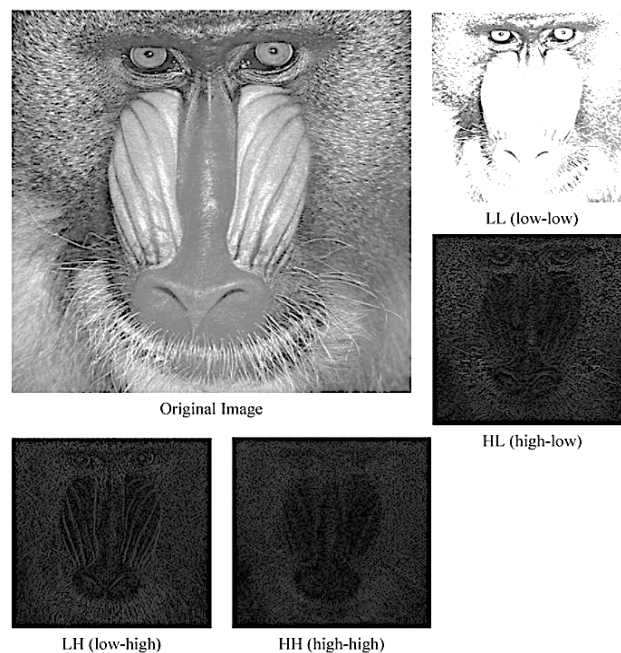 LL (low-low)
Original Image
HL (high-low)
LH (low-high)
HH (high-high)